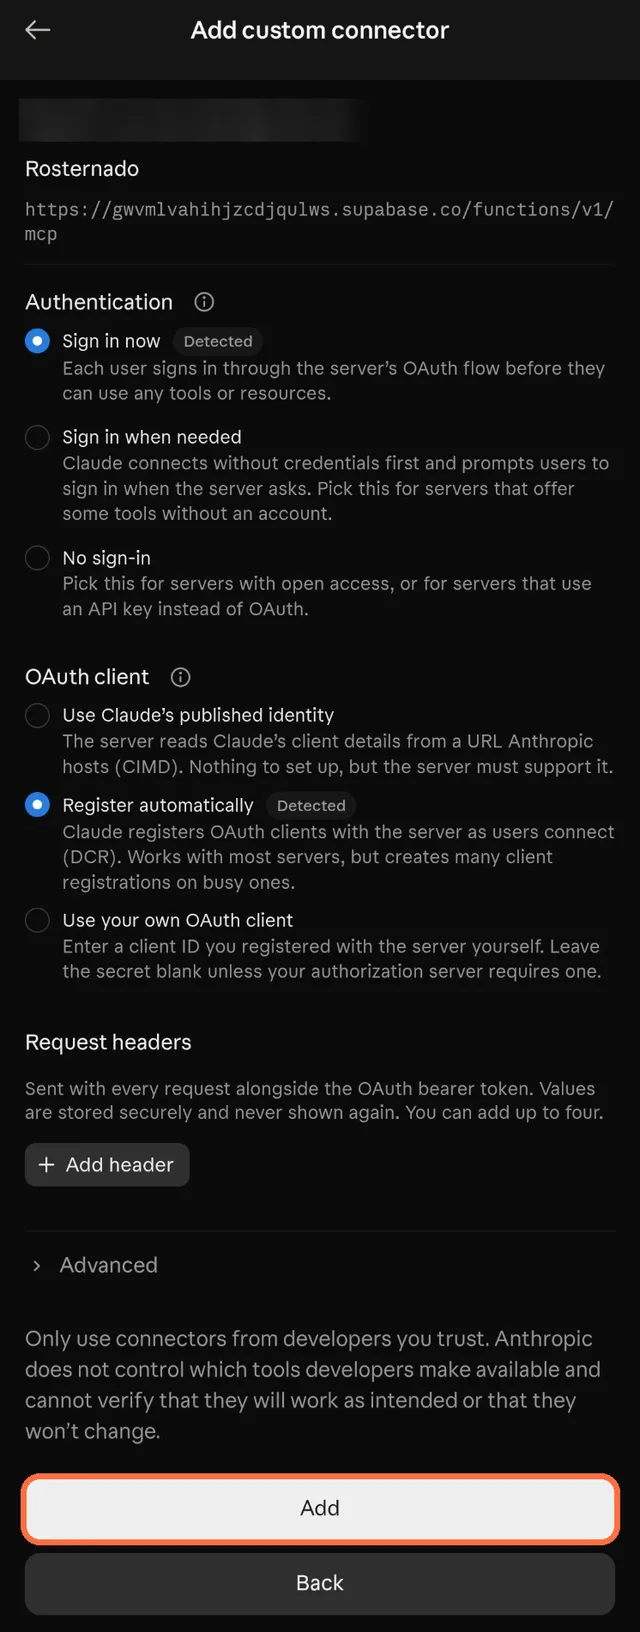 Add custom connector
Rosternado
https://gwvmlvahihjzcdjqulws.supabase.co/functions/v1/
mcp
Authentication
Sign in now Detected
Each user signs in through the server’s OAuth flow before they
can use any tools or resources.
Sign in when needed
Claude connects without credentials first and prompts users to
sign in when the server asks. Pick this for servers that offer
some tools without an account.
No sign-in
Pick this for servers with open access, or for servers that use
an API key instead of OAuth.
OAuth client
Use Claude’s published identity
The server reads Claude’s client details from a URL Anthropic
hosts (CIMD). Nothing to set up, but the server must support it.
Register automatically Detected
Claude registers OAuth clients with the server as users connect
(DCR). Works with most servers, but creates many client
registrations on busy ones.
Use your own OAuth client
Enter a client ID you registered with the server yourself. Leave
the secret blank unless your authorization server requires one.
Request headers
Sent with every request alongside the OAuth bearer token. Values
are stored securely and never shown again. You can add up to four.
+ Add header
> Advanced
Only use connectors from developers you trust. Anthropic
does not control which tools developers make available and
cannot verify that they will work as intended or that they
won’t change.
Add
Back